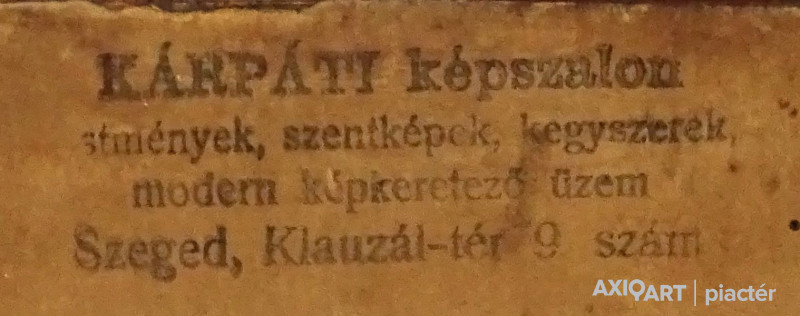 KÁRPÁTI képszalon
stmények, szentképek, kegyszerek,
modern képkeretező üzem
Szeged, Klauzál-tér 9 szám
AXIOART | piactér